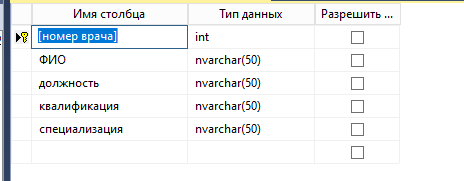 Имя столбца Тип данных Разрешить ...
[номер врача] int
ФИО nvarchar(50)
должность nvarchar(50)
квалификация nvarchar(50)
специализация nvarchar(50)